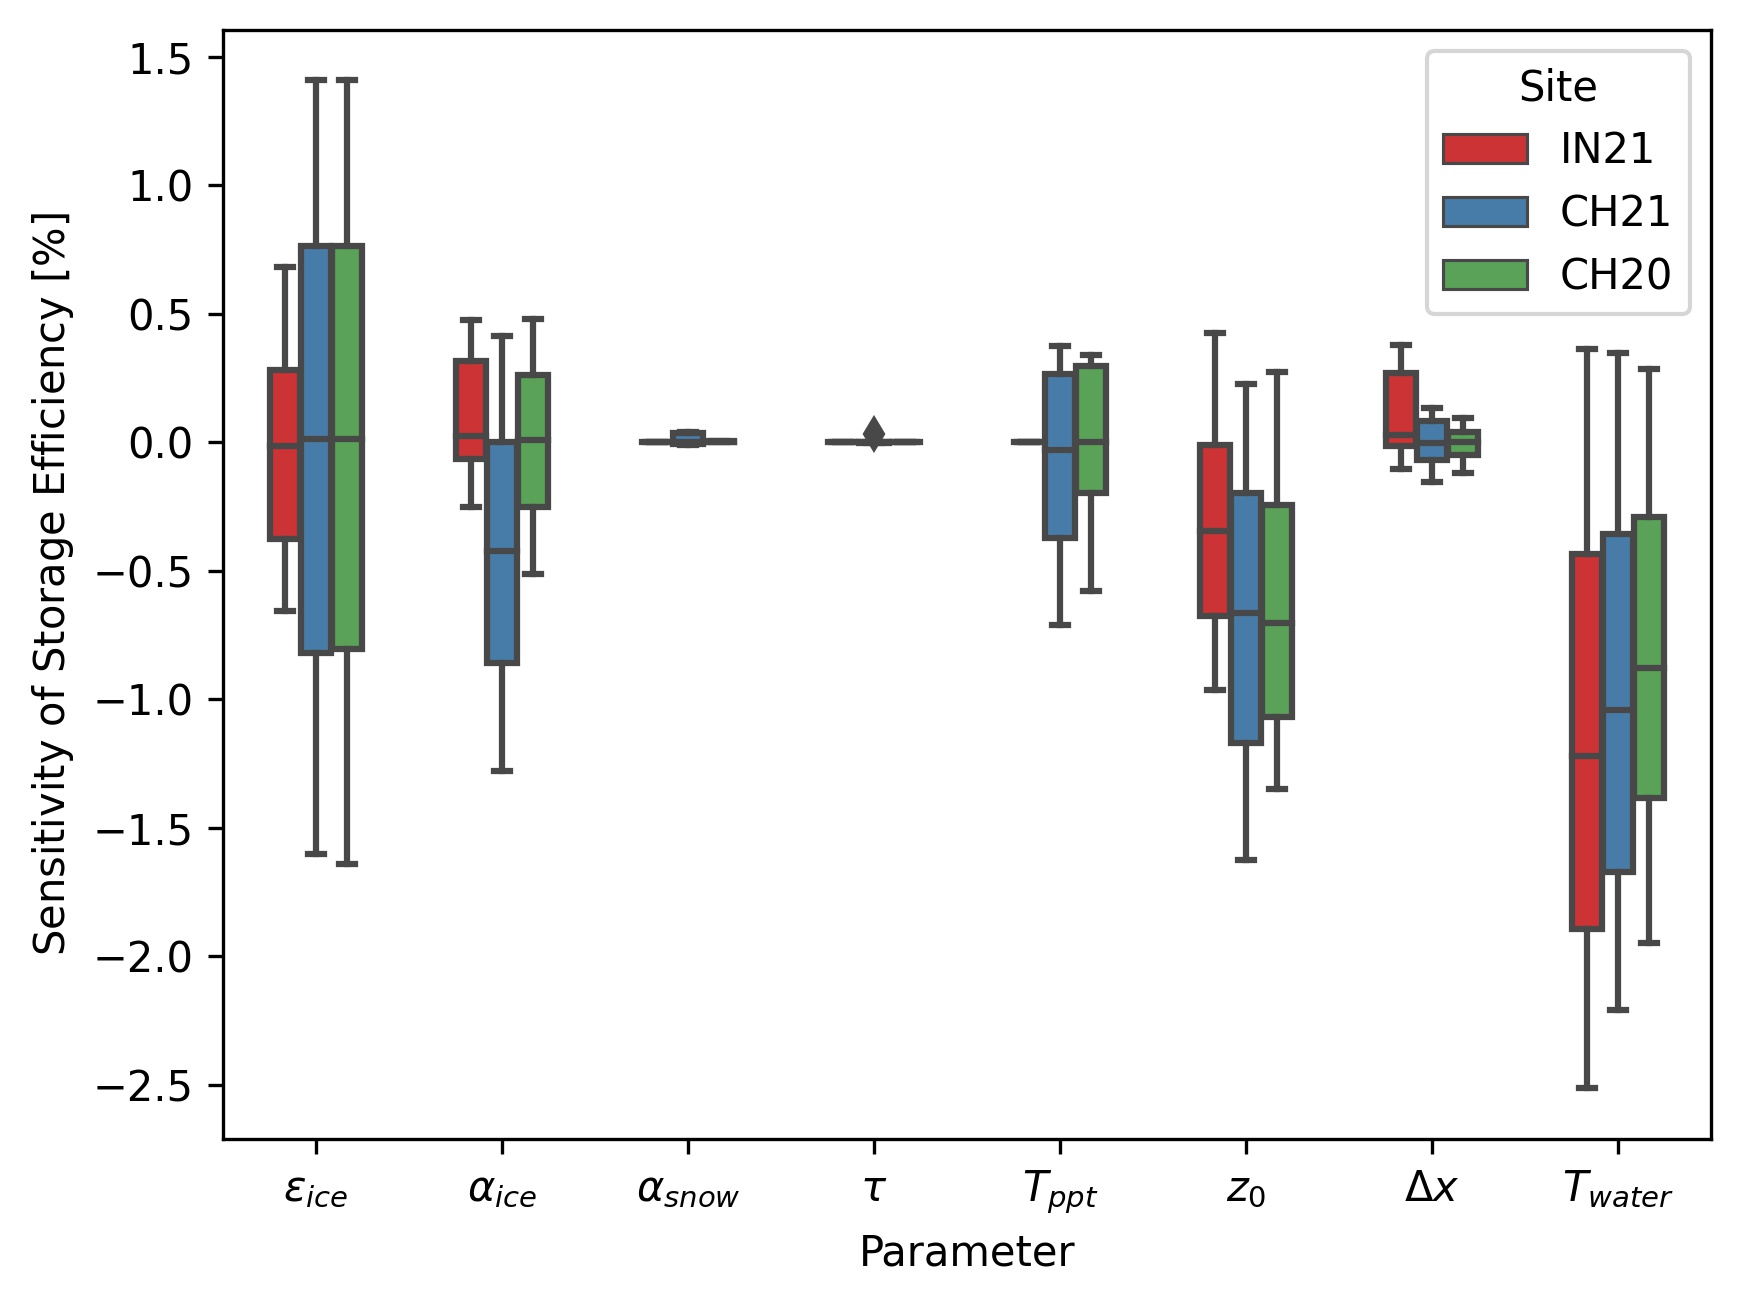 1.5
1.0
0.5
0.0
−0.5
−1.0
−1.5
−2.0
−2.5
Sensitivity of Storage Efficiency [%]
Site
IN21
CH21
CH20
ε_ice α_ice α_snow τ T_ppt z_0 Δx T_water
Parameter